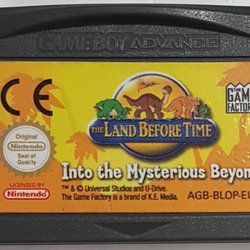 GAME BOY ADVANCE
CE
GAME
FACTOR
THE LAND BEFORE TIME
Original
Nintendo
Seal of
Quality
Into the Mysterious Beyon
LICENSED BY
Nintendo
™ & © Universal Studios and U-Drive.
The Game Factory is a brand of K.E. Media.
AGB-BLOP-EU